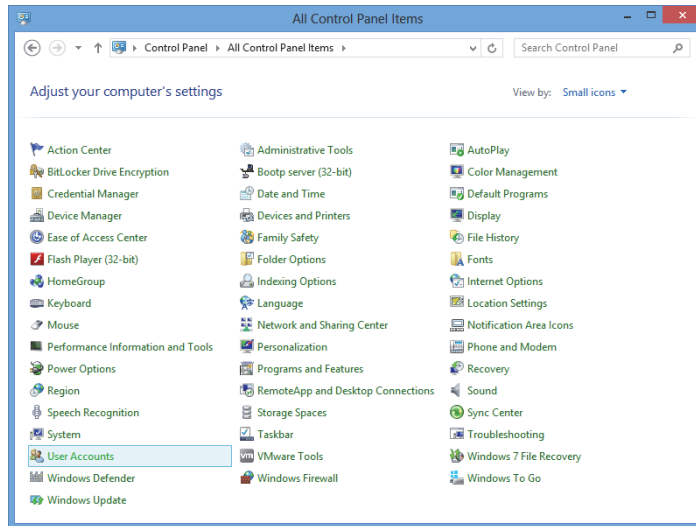 All Control Panel Items
Control Panel All Control Panel Items Search Control Panel
Adjust your computer's settings View by: Small icons
Action Center Administrative Tools AutoPlay
BitLocker Drive Encryption Bootp server (32-bit) Color Management
Credential Manager Date and Time Default Programs
Device Manager Devices and Printers Display
Ease of Access Center Family Safety File History
Flash Player (32-bit) Folder Options Fonts
HomeGroup Indexing Options Internet Options
Keyboard Language Location Settings
Mouse Network and Sharing Center Notification Area Icons
Performance Information and Tools Personalization Phone and Modem
Power Options Programs and Features Recovery
Region RemoteApp and Desktop Connections Sound
Speech Recognition Storage Spaces Sync Center
System Taskbar Troubleshooting
User Accounts vm VMware Tools Windows 7 File Recovery
Windows Defender Windows Firewall Windows To Go
Windows Update